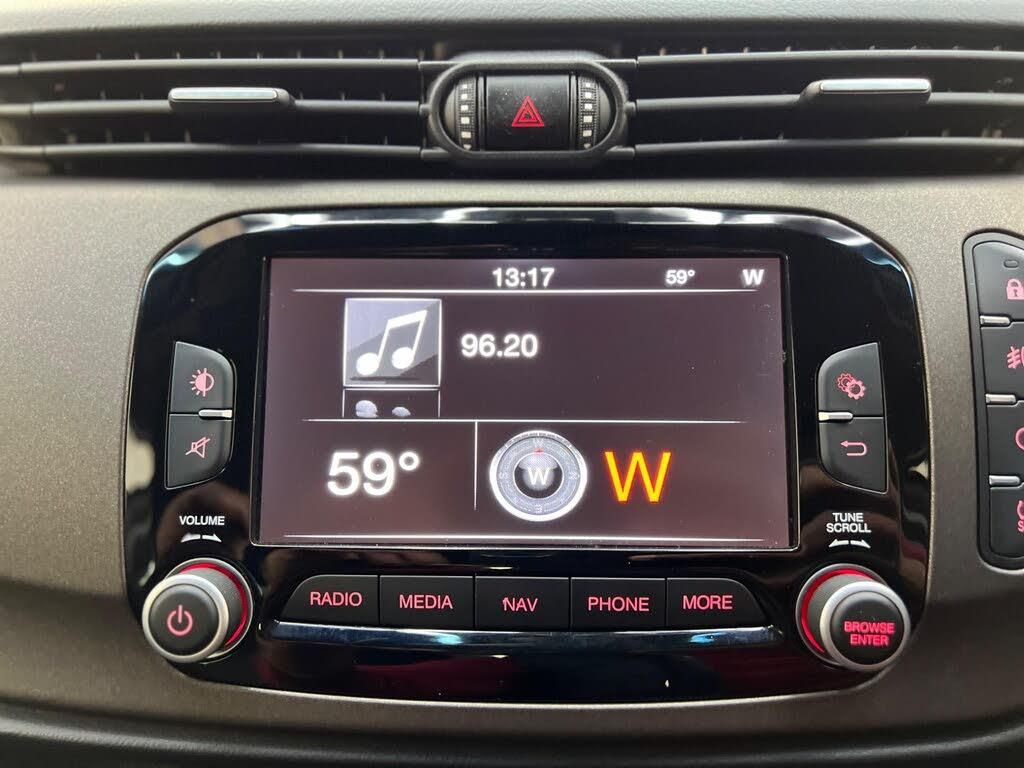 13:17 59° W
96.20
59° W W
VOLUME
TUNE
SCROLL
RADIO MEDIA NAV PHONE MORE
BROWSE
ENTER